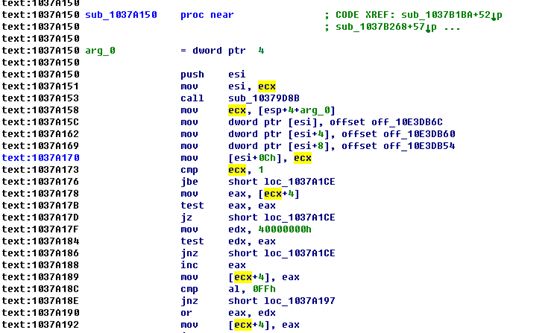 text:1037A150
text:1037A150 sub_1037A150 proc near ; CODE XREF: sub_1037B1BA+52↓p
text:1037A150 ; sub_1037B268+57↓p ...
text:1037A150
text:1037A150 arg_0 = dword ptr 4
text:1037A150
text:1037A150 push esi
text:1037A151 mov esi, ecx
text:1037A153 call sub_10379D8B
text:1037A158 mov ecx, [esp+4+arg_0]
text:1037A15C mov dword ptr [esi], offset off_10E3DB6C
text:1037A162 mov dword ptr [esi+4], offset off_10E3DB60
text:1037A169 mov dword ptr [esi+8], offset off_10E3DB54
text:1037A170 mov [esi+0Ch], ecx
text:1037A173 cmp ecx, 1
text:1037A176 jbe short loc_1037A1CE
text:1037A178 mov eax, [ecx+4]
text:1037A17B test eax, eax
text:1037A17D jz short loc_1037A1CE
text:1037A17F mov edx, 40000000h
text:1037A184 test edx, eax
text:1037A186 jnz short loc_1037A1CE
text:1037A188 inc eax
text:1037A189 mov [ecx+4], eax
text:1037A18C cmp al, 0FFh
text:1037A18E jnz short loc_1037A197
text:1037A190 or eax, edx
text:1037A192 mov [ecx+4], eax